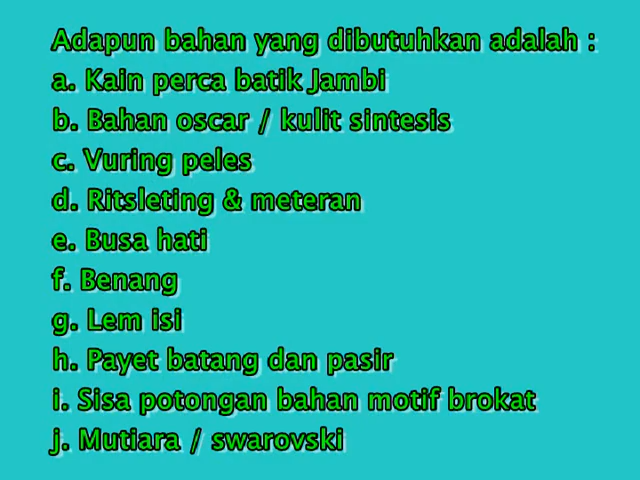 Adapun bahan yang dibutuhkan adalah :
a. Kain perca batik Jambi
b. Bahan oscar / kulit sintesis
c. Vuring peles
d. Ritsleting & meteran
e. Busa hati
f. Benang
g. Lem isi
h. Payet batang dan pasir
i. Sisa potongan bahan motif brokat
j. Mutiara / swarovski